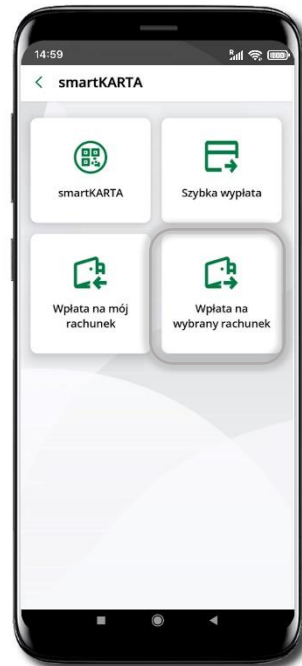 14:59
smartKARTA
smartKARTA
Szybka wypłata
Wpłata na mój
rachunek
Wpłata na
wybrany rachunek